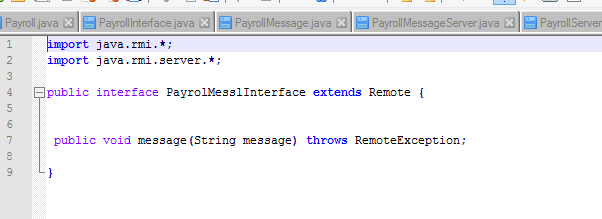 Payroll.java PayrollInterface.java PayrollMessage.java PayrollMessageServer.java PayrollServer
1 import java.rmi.*;
2 import java.rmi.server.*;
3
4 public interface PayrolMesslInterface extends Remote {
5
6
7 public void message(String message) throws RemoteException;
8
9 }